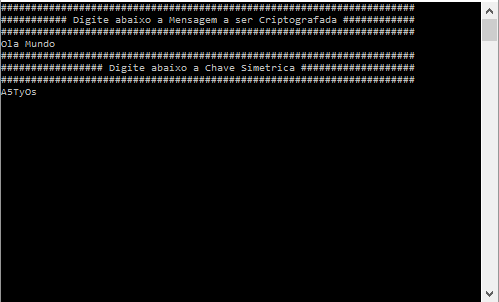 #####################################################################
########### Digite abaixo a Mensagem a ser Criptografada ############
#####################################################################
Ola Mundo
#####################################################################
################# Digite abaixo a Chave Simetrica ###################
#####################################################################
A5TyOs